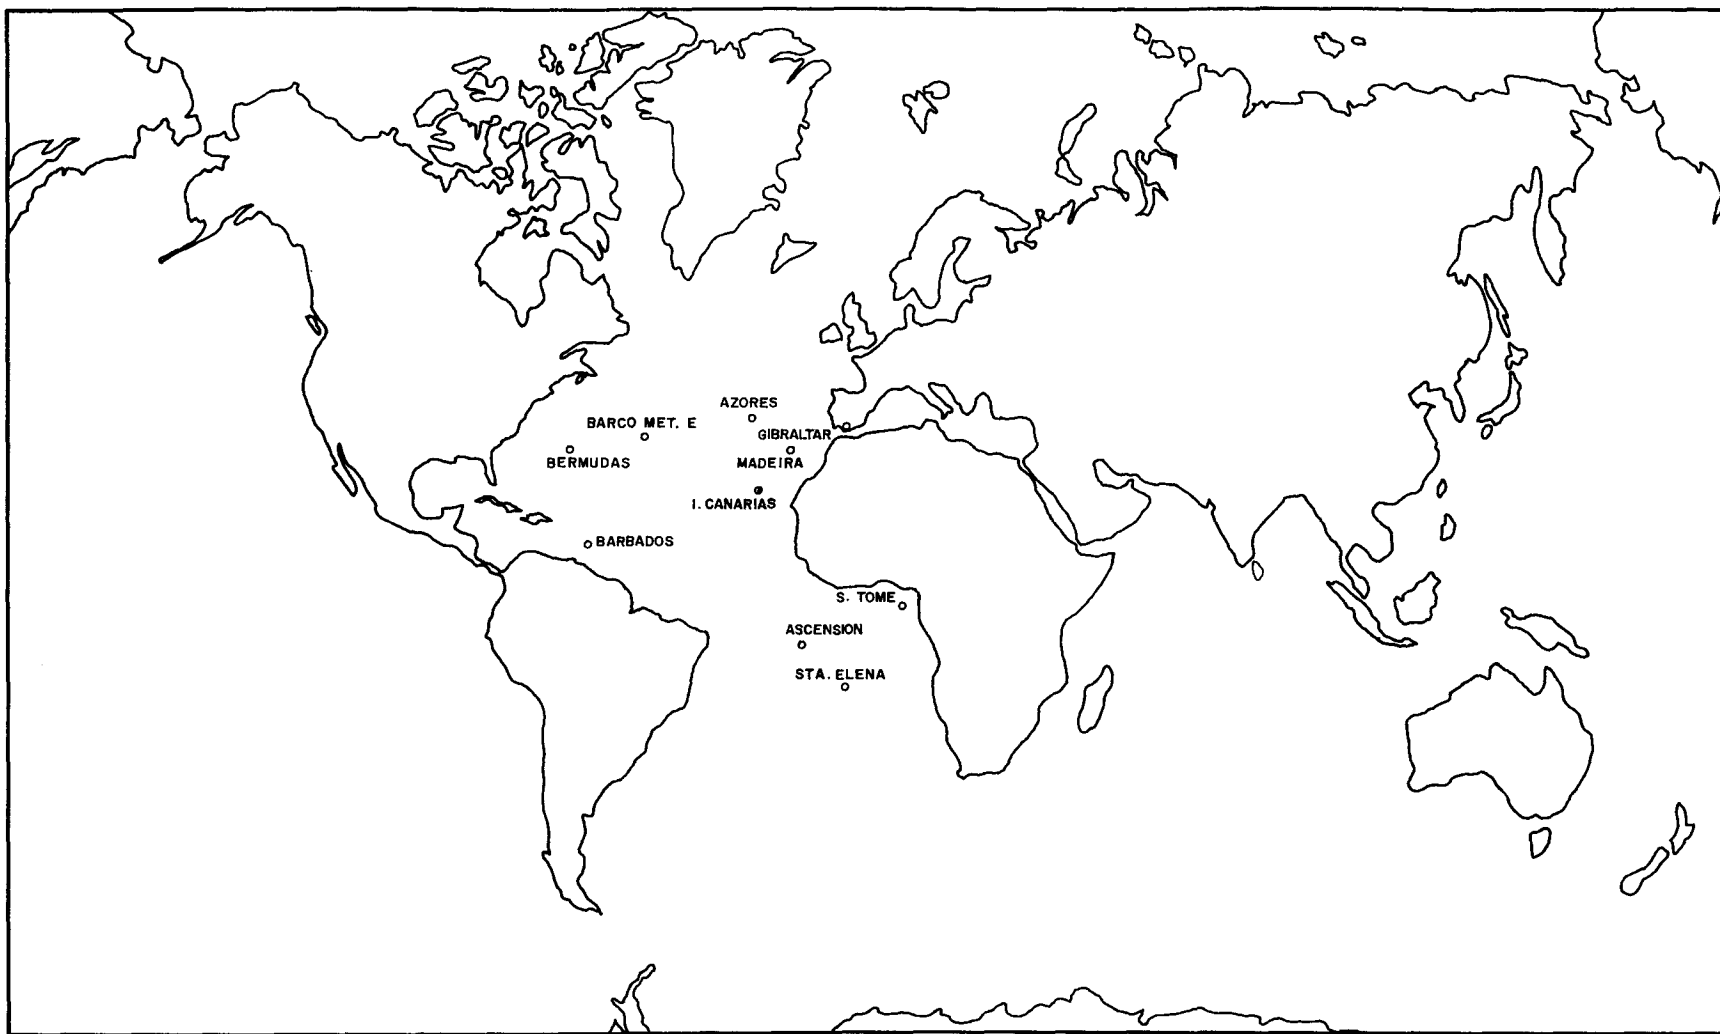 AZORES
BARCO MET. E
GIBRALTAR
BERMUDAS
MADEIRA
I. CANARIAS
BARBADOS
S. TOME
ASCENSION
STA. ELENA